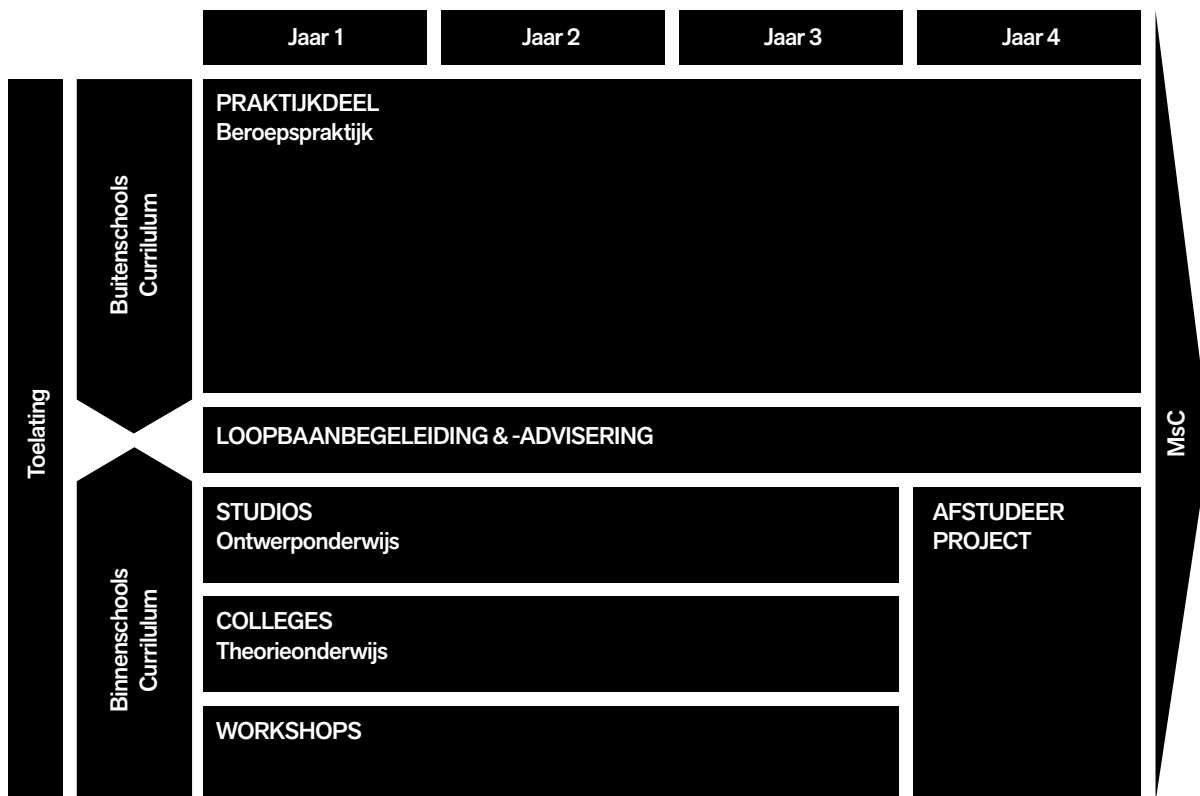 Jaar 1
Jaar 2
Jaar 3
Jaar 4
Toelating
Buitenschools
Currilulum
PRAKTIJKDEEL
Beroepspraktijk
LOOPBAANBEGELEIDING & -ADVISERING
Binnenschools
Currilulum
STUDIOS
Ontwerponderwijs
COLLEGES
Theorieonderwijs
WORKSHOPS
AFSTUDEER
PROJECT
MsC